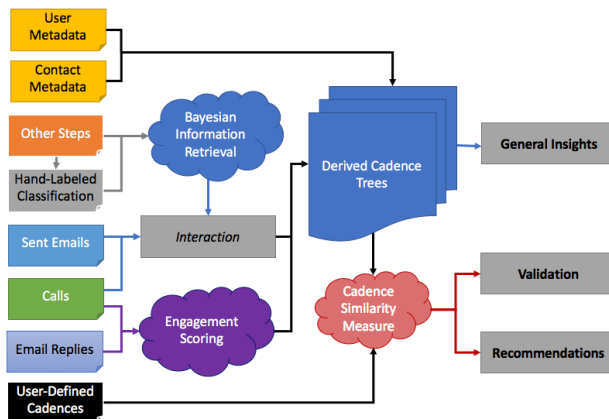 User
Metadata
Contact
Metadata
Other Steps
Hand-Labeled
Classification
Sent Emails
Calls
Email Replies
User-Defined
Cadences
Bayesian
Information
Retrieval
Interaction
Engagement
Scoring
Derived Cadence
Trees
Cadence
Similarity
Measure
General Insights
Validation
Recommendations